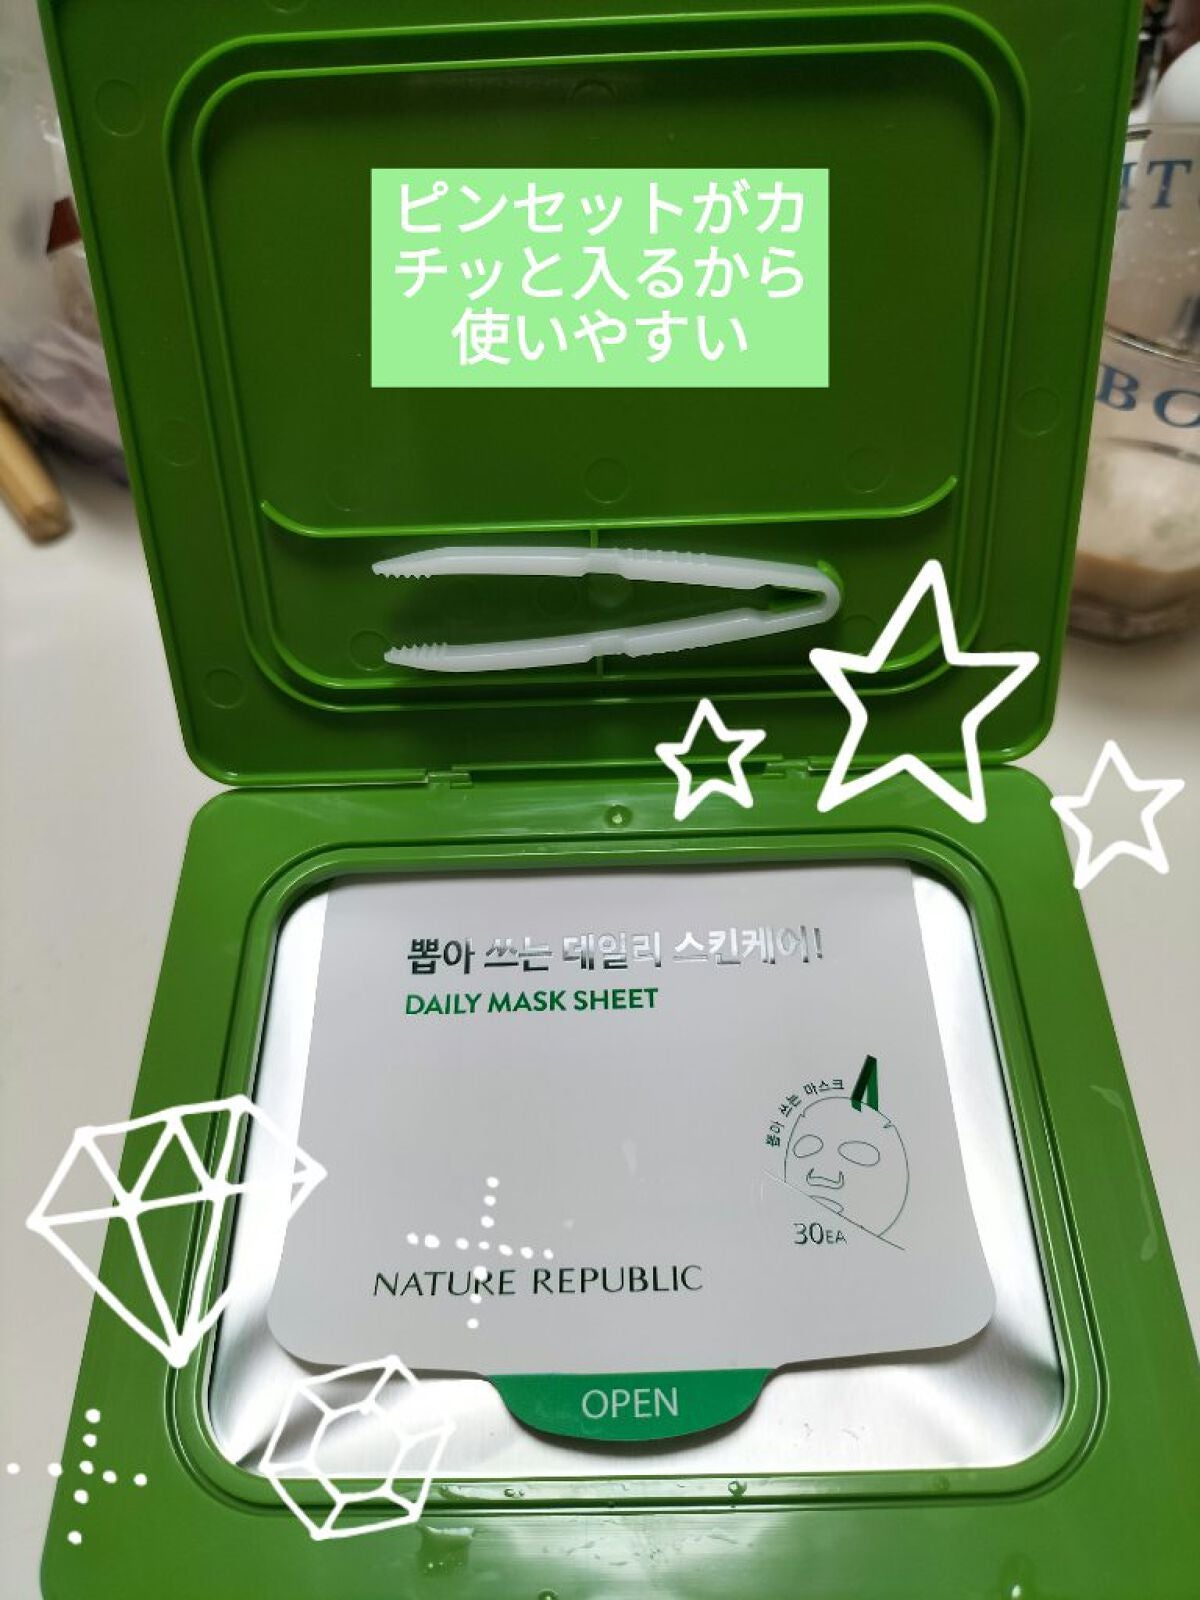 ピンセットがカ
チッと入るから
使いやすい
뽑아 쓰는 데일리 스킨케어!
DAILY MASK SHEET
뽑아 쓰는 마스크
30EA
NATURE REPUBLIC
OPEN